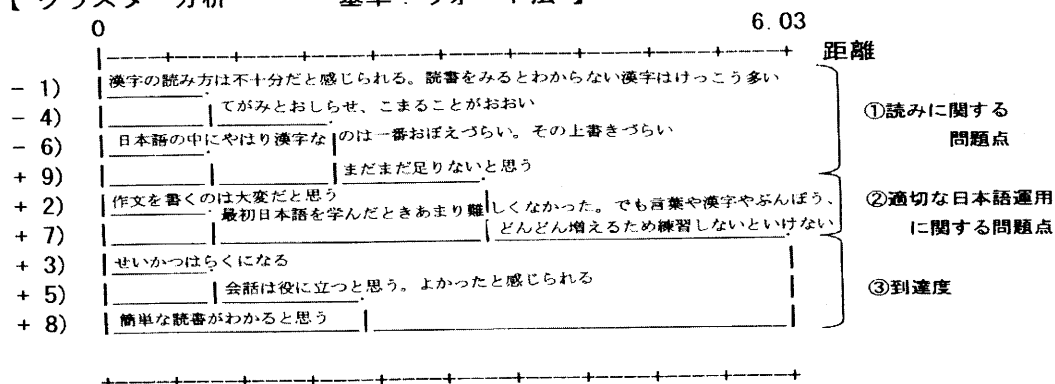 【 クラスター分析　　　基準：ウォード法 】
0　6.03
距離
- 1) 漢字の読み方は不十分だと感じられる。読書をみるとわからない漢字はけっこう多い
- 4) てがみとおしらせ、こまることがおおい
- 6) 日本語の中にやはり漢字なのは一番おぼえづらい。その上書きづらい
+ 9) まだまだ足りないと思う
①読みに関する
問題点
+ 2) 作文を書くのは大変だと思う
最初日本語を学んだときあまり難しくなかった。でも言葉や漢字やぶんぽう、
+ 7) どんどん増えるため練習しないといけない
②適切な日本語運用
に関する問題点
+ 3) せいかつはらくになる
+ 5) 会話は役に立つと思う。よかったと感じられる
+ 8) 簡単な読書がわかると思う
③到達度